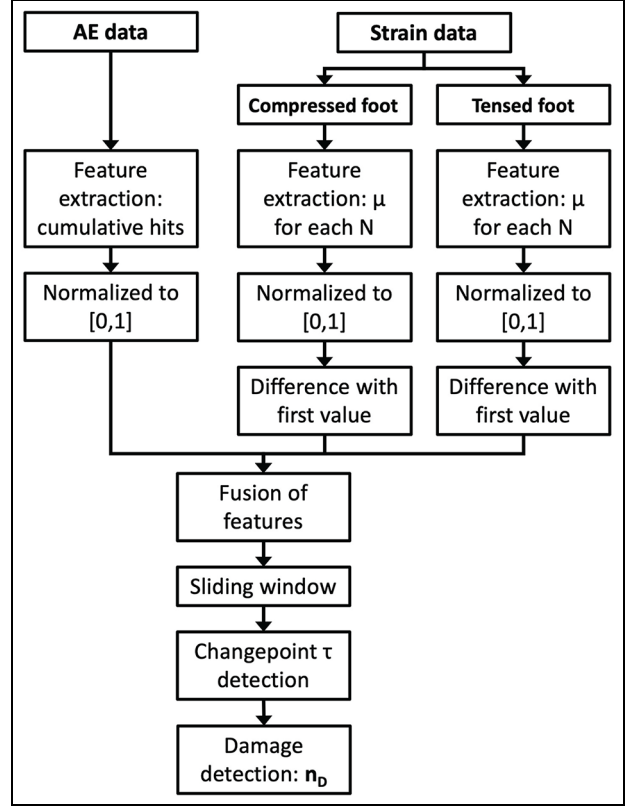 AE data
Strain data
Compressed foot
Tensed foot
Feature
extraction:
cumulative hits
Feature
extraction: μ
for each N
Feature
extraction: μ
for each N
Normalized to
[0,1]
Normalized to
[0,1]
Normalized to
[0,1]
Difference with
first value
Difference with
first value
Fusion of
features
Sliding window
Changepoint τ
detection
Damage
detection: n_D